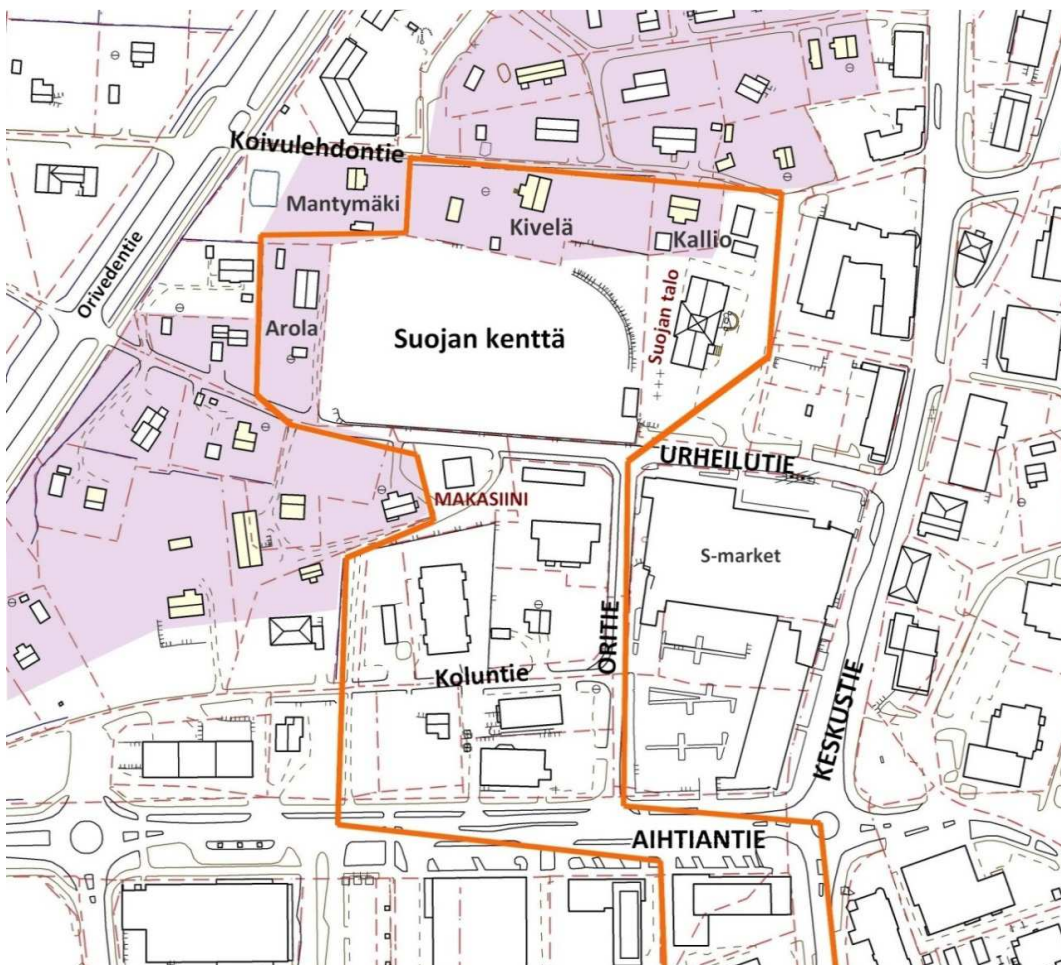 Koivulehdontie
Mantymäki
Kivelä
Kallio
Orivedentie
Arola
Suojan kenttä
Suojan talo
URHEILUTIE
MAKASIINI
S-market
ORITIE
Koluntie
KESKUSTIE
AIHTIANTIE